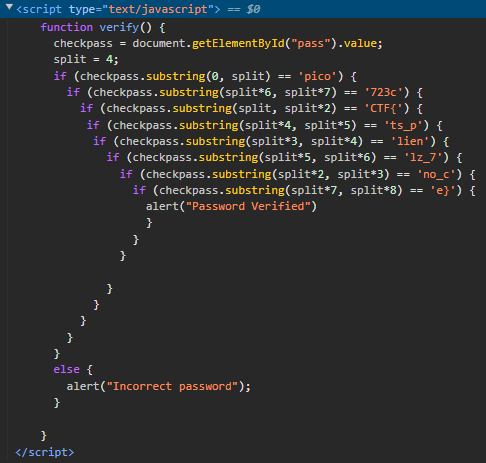 <script type="text/javascript"> == $0
function verify() {
checkpass = document.getElementById("pass").value;
split = 4;
if (checkpass.substring(0, split) == 'pico') {
if (checkpass.substring(split*6, split*7) == '723c') {
if (checkpass.substring(split, split*2) == 'CTF{') {
if (checkpass.substring(split*4, split*5) == 'ts_p') {
if (checkpass.substring(split*3, split*4) == 'lien') {
if (checkpass.substring(split*5, split*6) == 'lz_7') {
if (checkpass.substring(split*2, split*3) == 'no_c') {
if (checkpass.substring(split*7, split*8) == 'e}') {
alert("Password Verified")
}
}
}
}
}
}
}
}
else {
alert("Incorrect password");
}
}
</script>